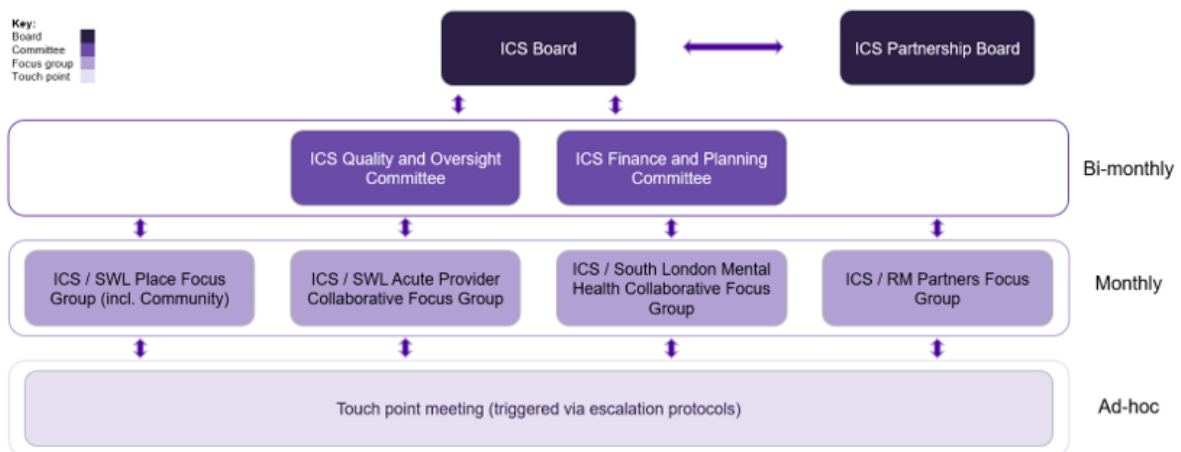 Key:
Board
Committee
Focus group
Touch point
ICS Board
ICS Partnership Board
ICS Quality and Oversight
Committee
ICS Finance and Planning
Committee
Bi-monthly
ICS / SWL Place Focus
Group (incl. Community)
ICS / SWL Acute Provider
Collaborative Focus Group
ICS / South London Mental
Health Collaborative Focus
Group
ICS / RM Partners Focus
Group
Monthly
Touch point meeting (triggered via escalation protocols)
Ad-hoc